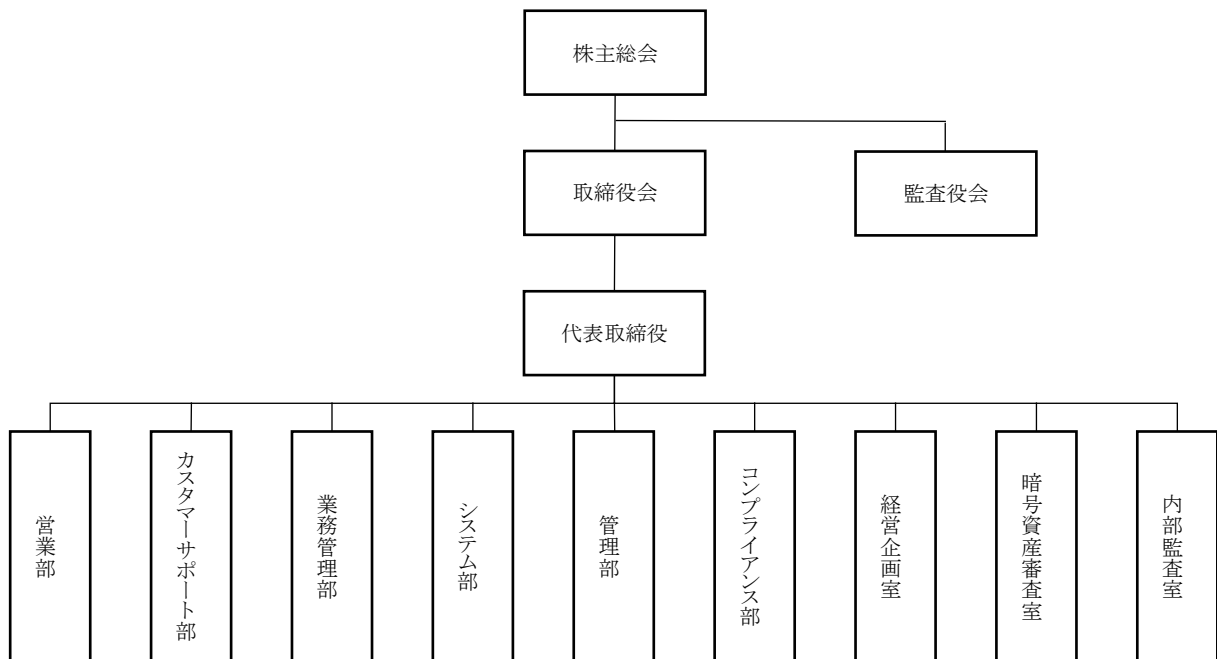 株主総会
取締役会
監査役会
代表取締役
営業部
カスタマーサポート部
業務管理部
システム部
管理部
コンプライアンス部
経営企画室
暗号資産審査室
内部監査室